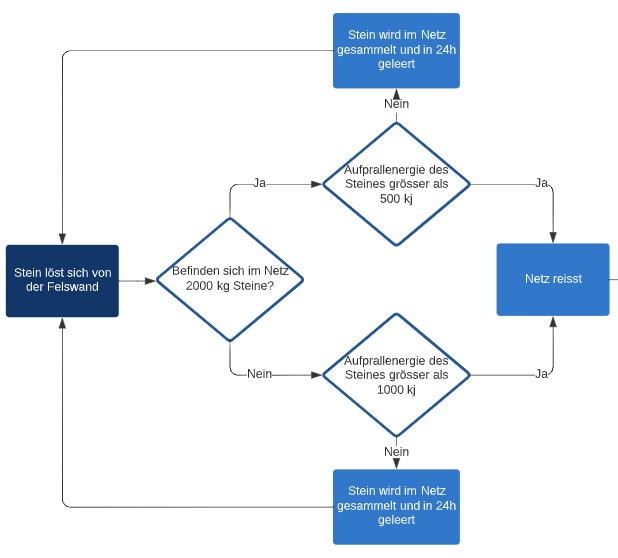 Stein wird im Netz
gesammelt und in 24h
geleert
Nein
Aufprallenergie des
Steines grösser als
500 kj
Ja
Ja
Stein löst sich von
der Felswand
Befinden sich im Netz
2000 kg Steine?
Netz reisst
Aufprallenergie des
Steines grösser als
1000 kj
Nein
Ja
Nein
Stein wird im Netz
gesammelt und in 24h
geleert